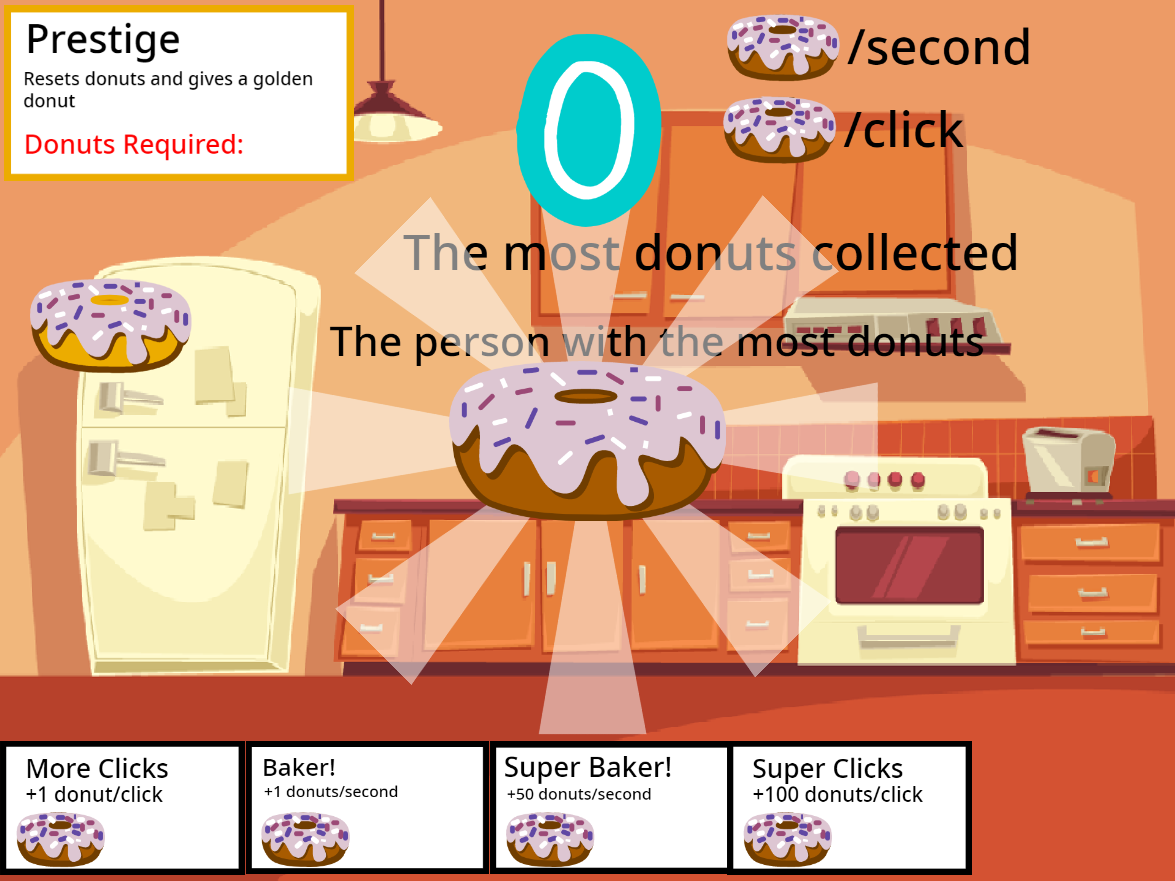 Prestige
Resets donuts and gives a golden
donut
Donuts Required:
0
/second
/click
The most donuts collected
The person with the most donuts
More Clicks
+1 donut/click
Baker!
+1 donuts/second
Super Baker!
+50 donuts/second
Super Clicks
+100 donuts/click